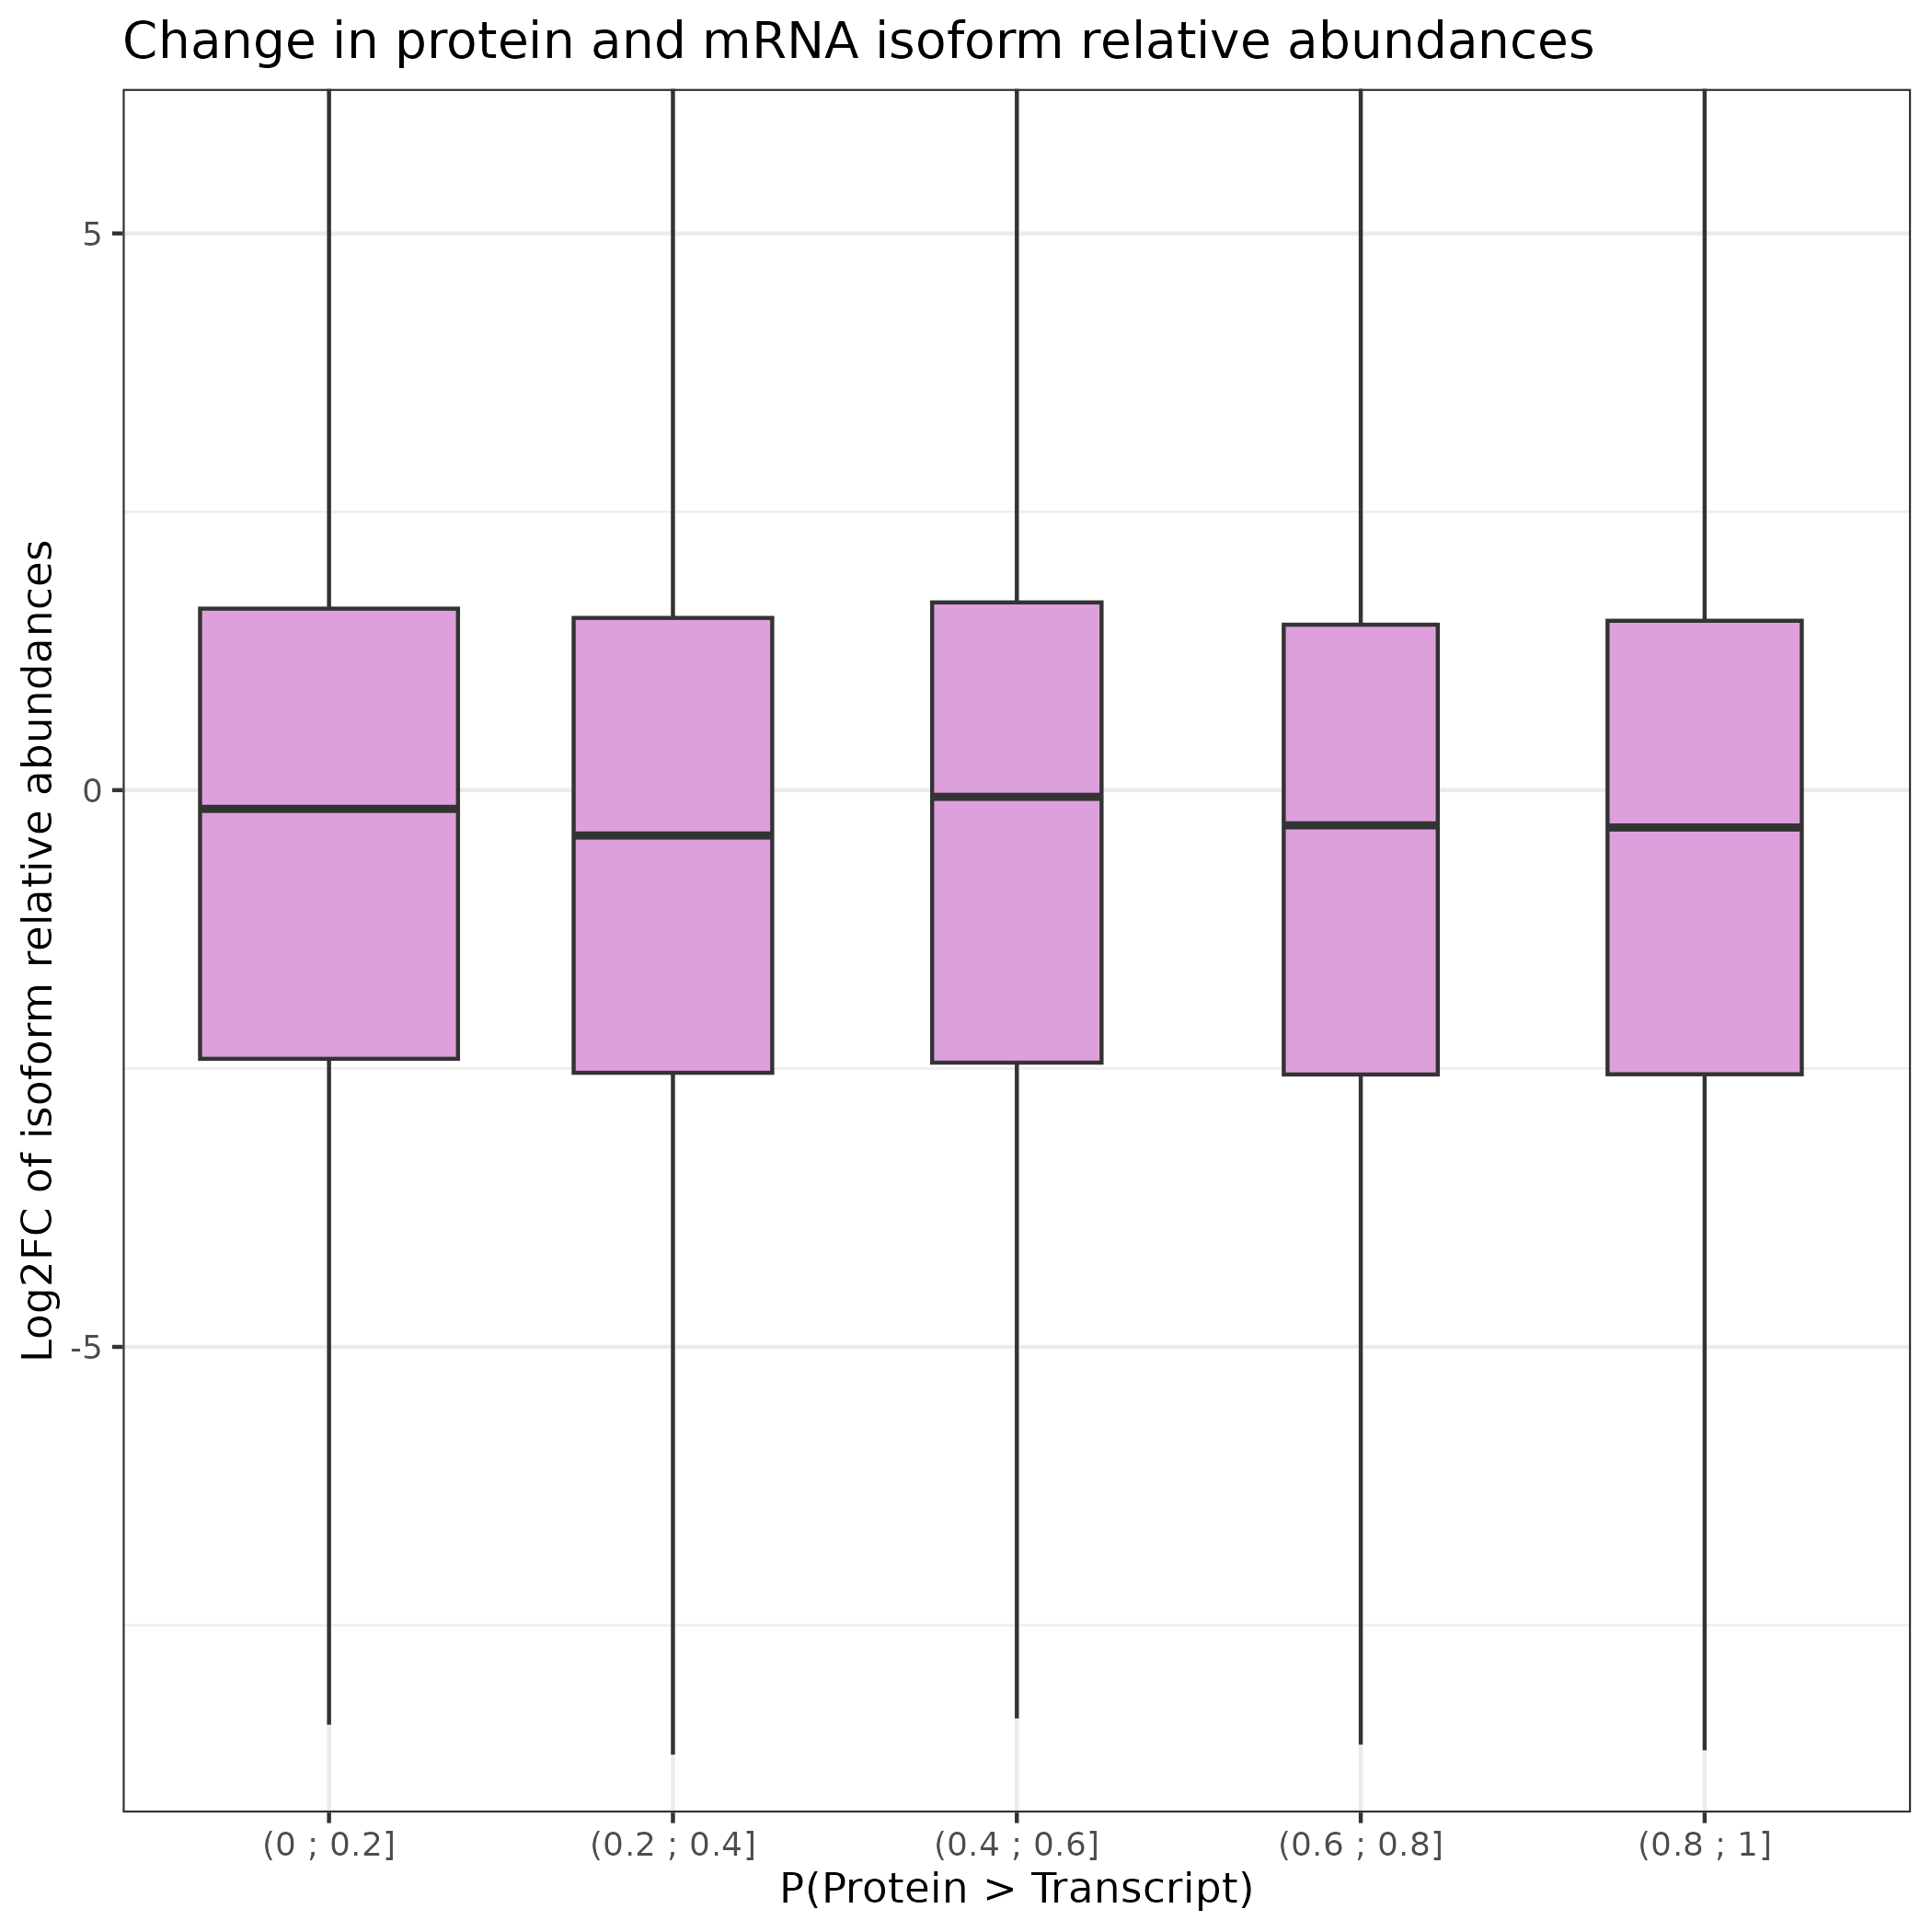 Change in protein and mRNA isoform relative abundances
Log2FC of isoform relative abundances
5
0
-5
(0 ; 0.2]
(0.2 ; 0.4]
(0.4 ; 0.6]
(0.6 ; 0.8]
(0.8 ; 1]
P(Protein > Transcript)